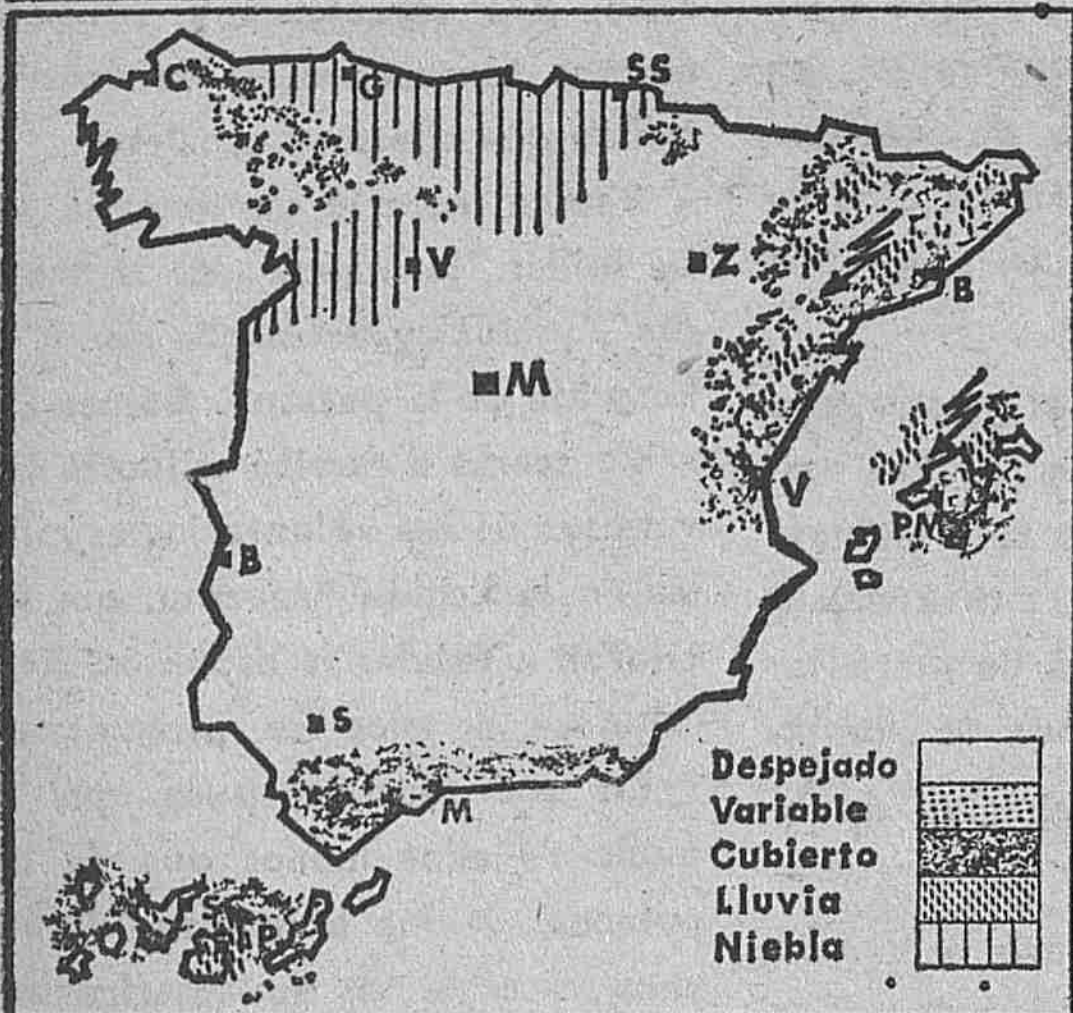 C
G
SS
V
Z
B
M
V
PM
B
S
M
P
Despejado
Variable
Cubierto
Lluvia
Niebla